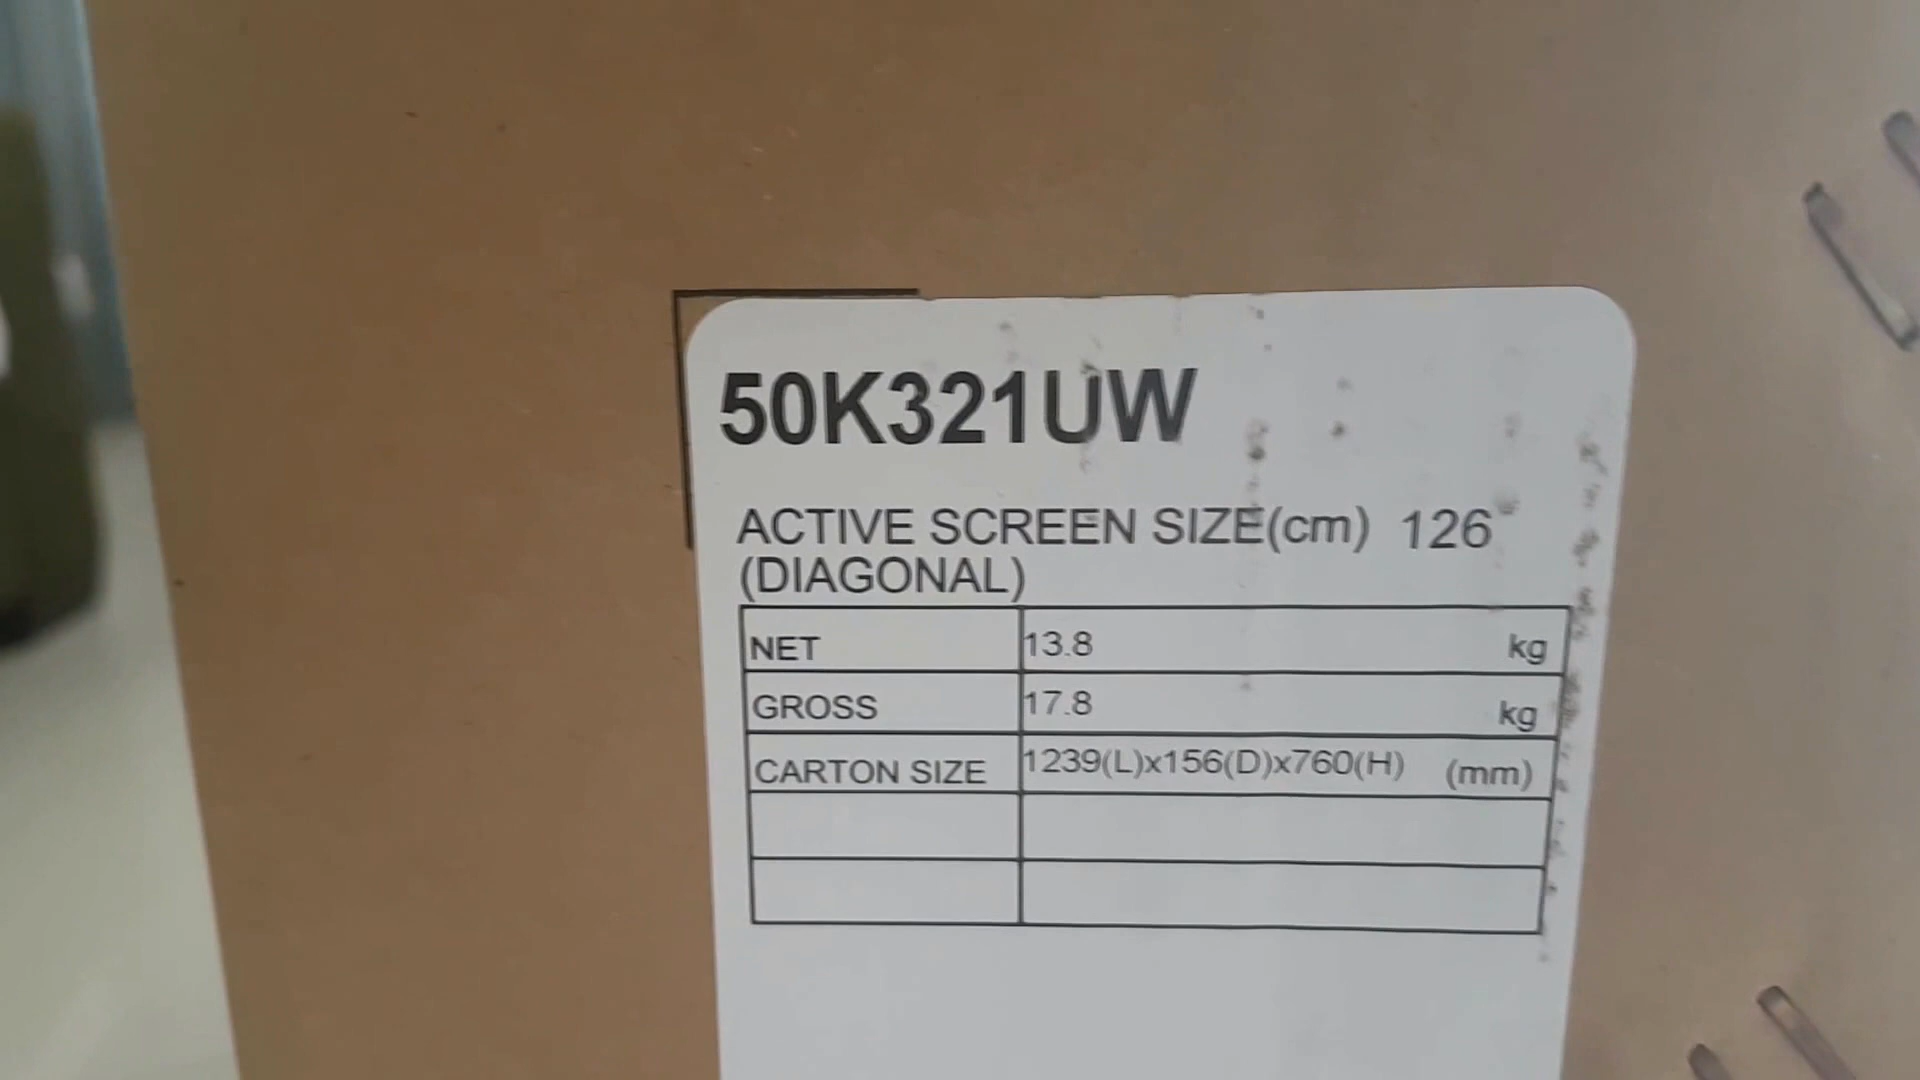 50K321UW
ACTIVE SCREEN SIZE(cm) 126
(DIAGONAL)
NET 13.8 kg
GROSS 17.8 kg
CARTON SIZE 1239(L)x156(D)x760(H) (mm)